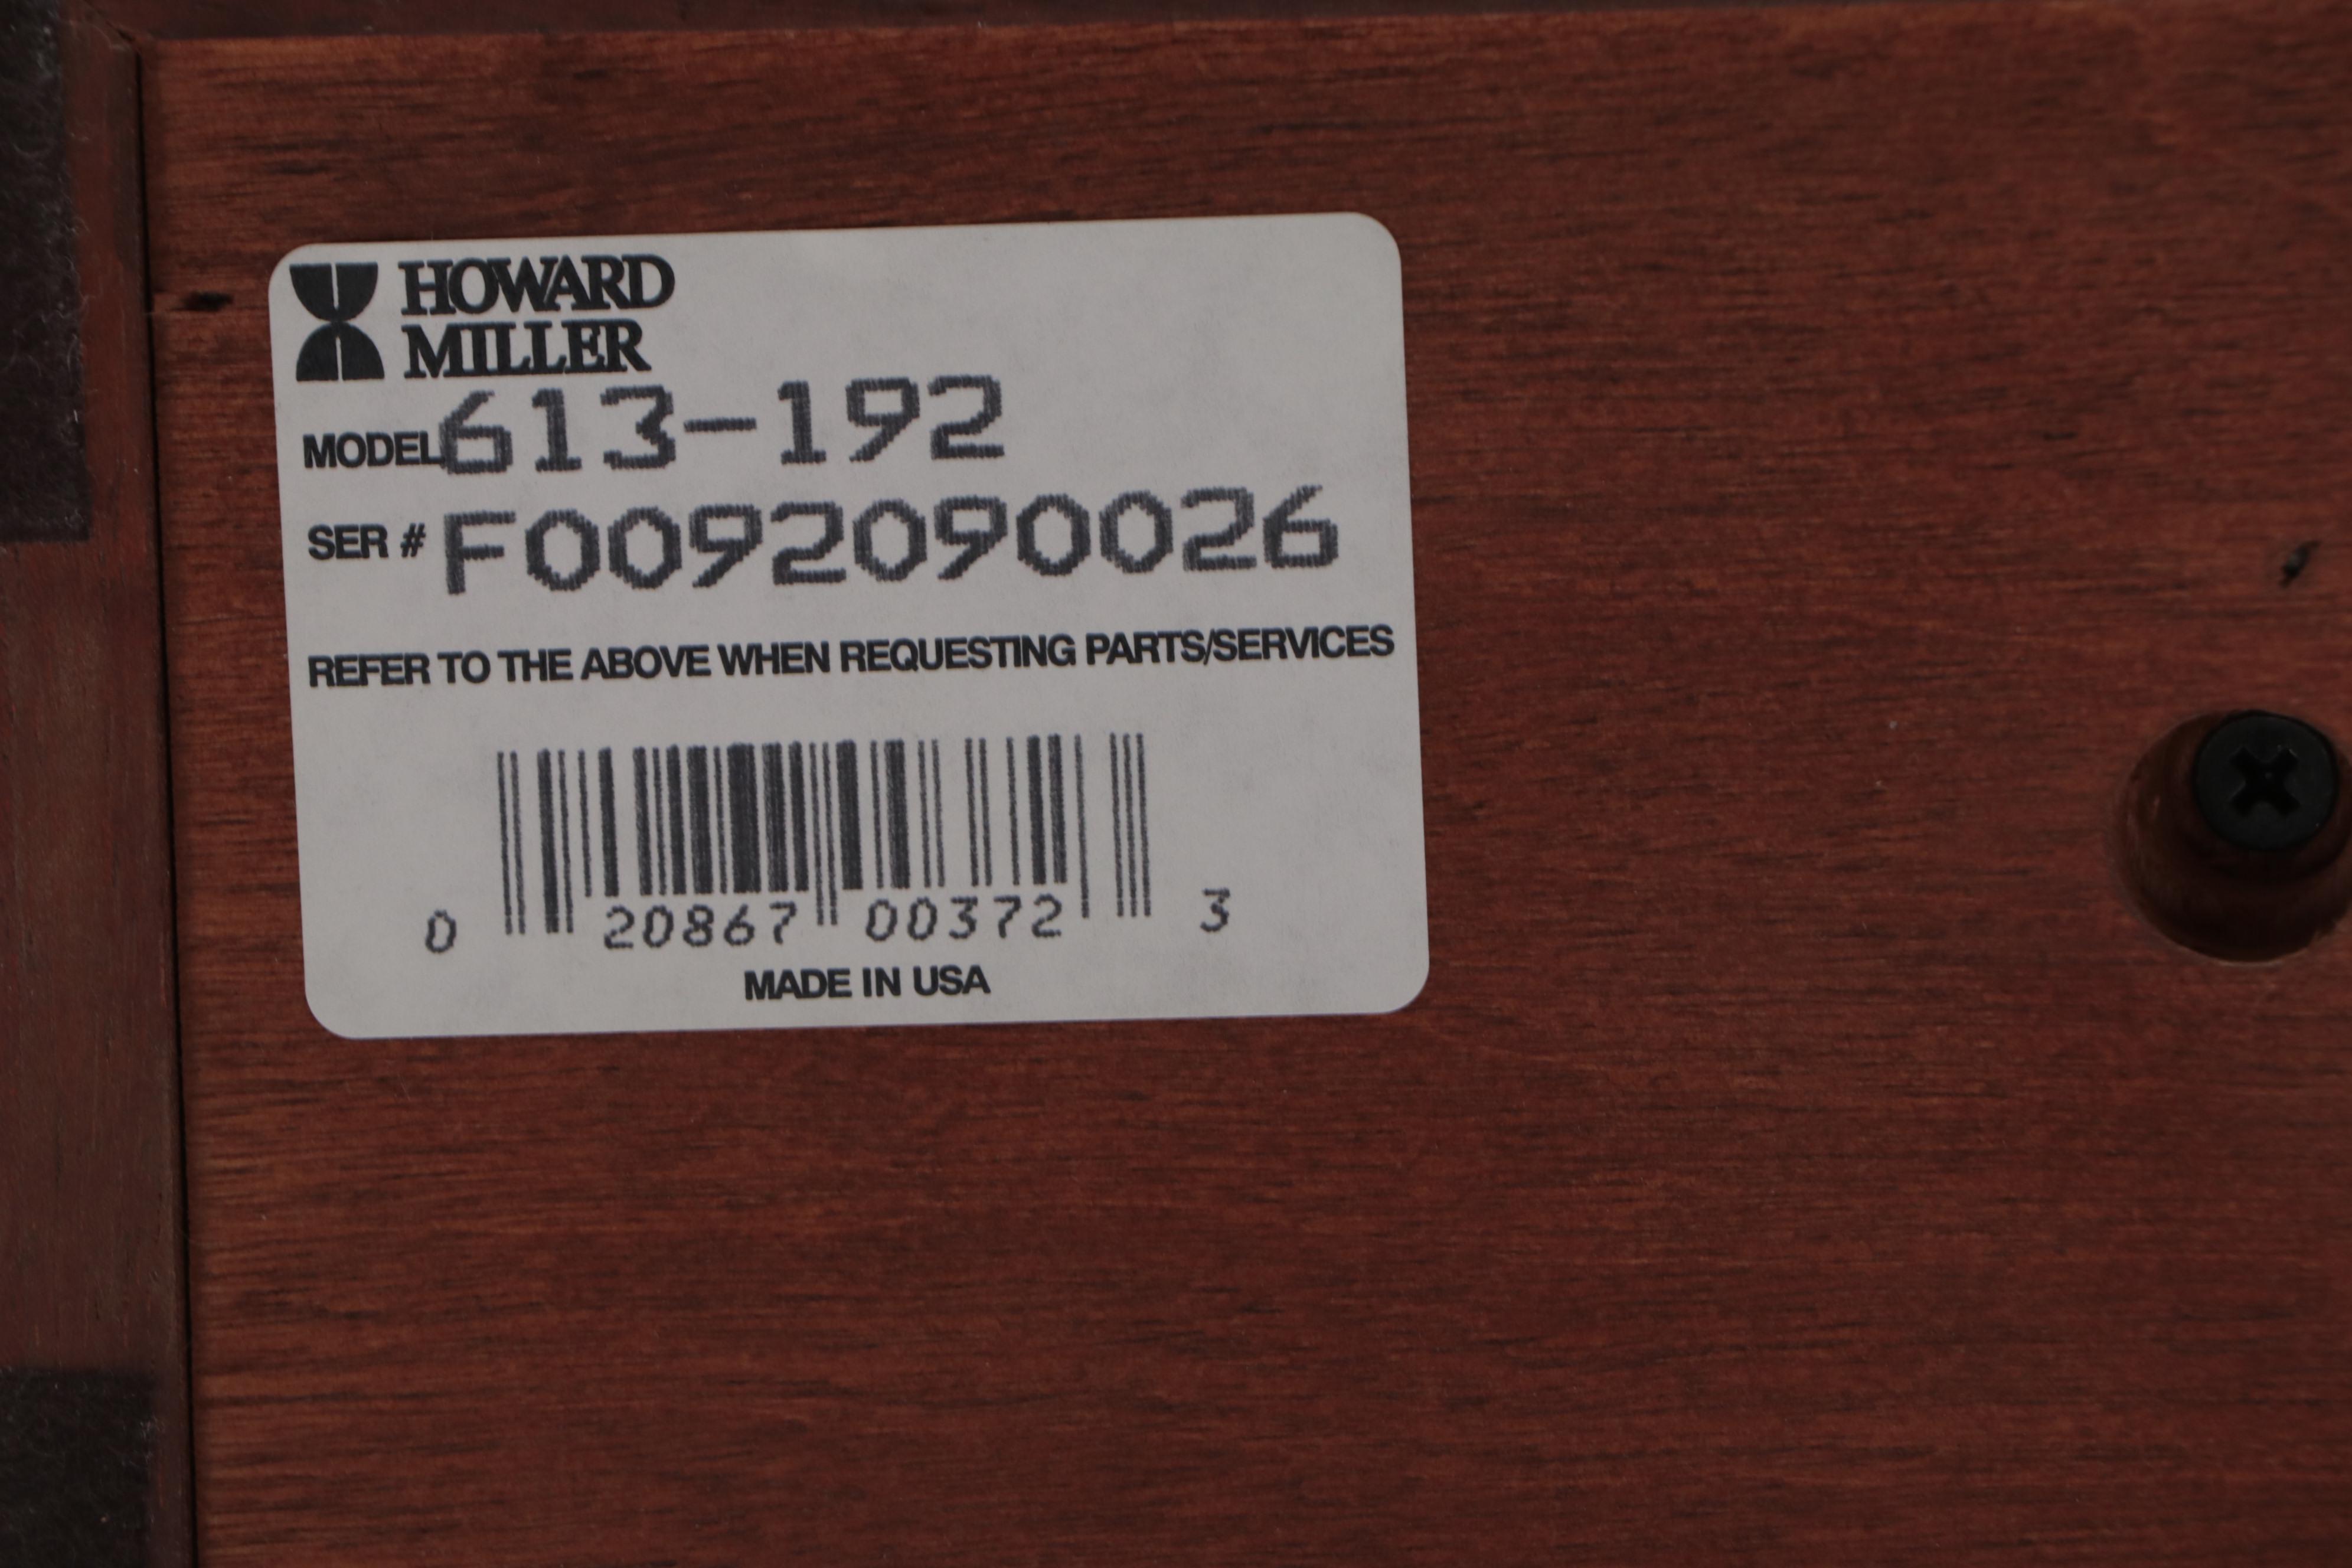 HOWARD
MILLER
MODEL 613-192
SER # F0092090026
REFER TO THE ABOVE WHEN REQUESTING PARTS/SERVICES
0 20867 00372 3
MADE IN USA